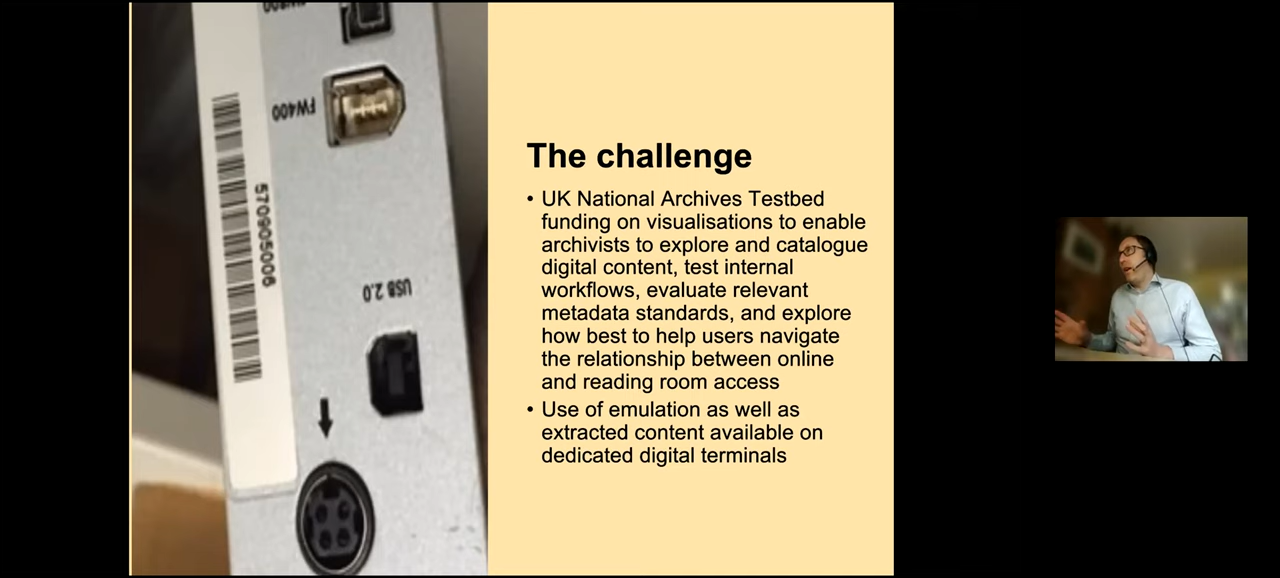 FW400
570905006
USB 2.0
The challenge
• UK National Archives Testbed
funding on visualisations to enable
archivists to explore and catalogue
digital content, test internal
workflows, evaluate relevant
metadata standards, and explore
how best to help users navigate
the relationship between online
and reading room access
• Use of emulation as well as
extracted content available on
dedicated digital terminals